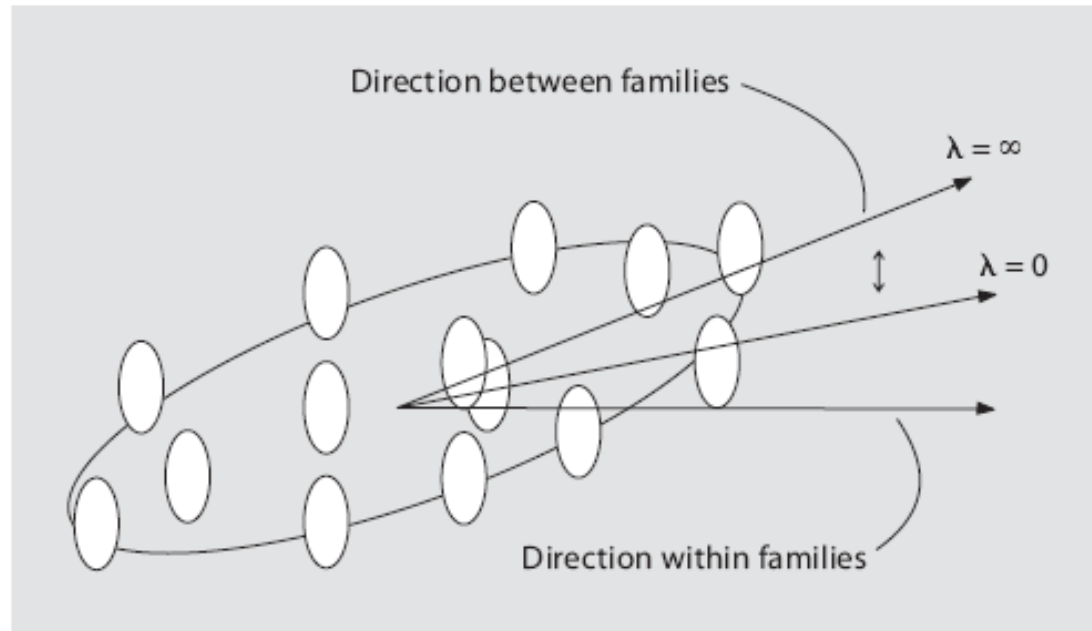 Direction between families
λ = ∞
λ = 0
Direction within families